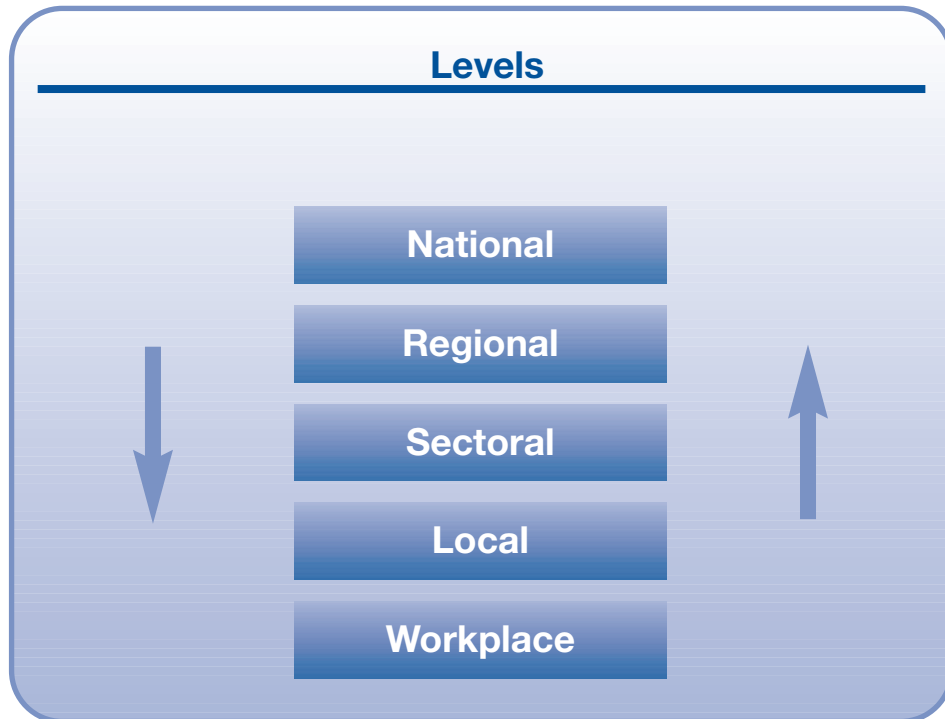 Levels
National
Regional
Sectoral
Local
Workplace